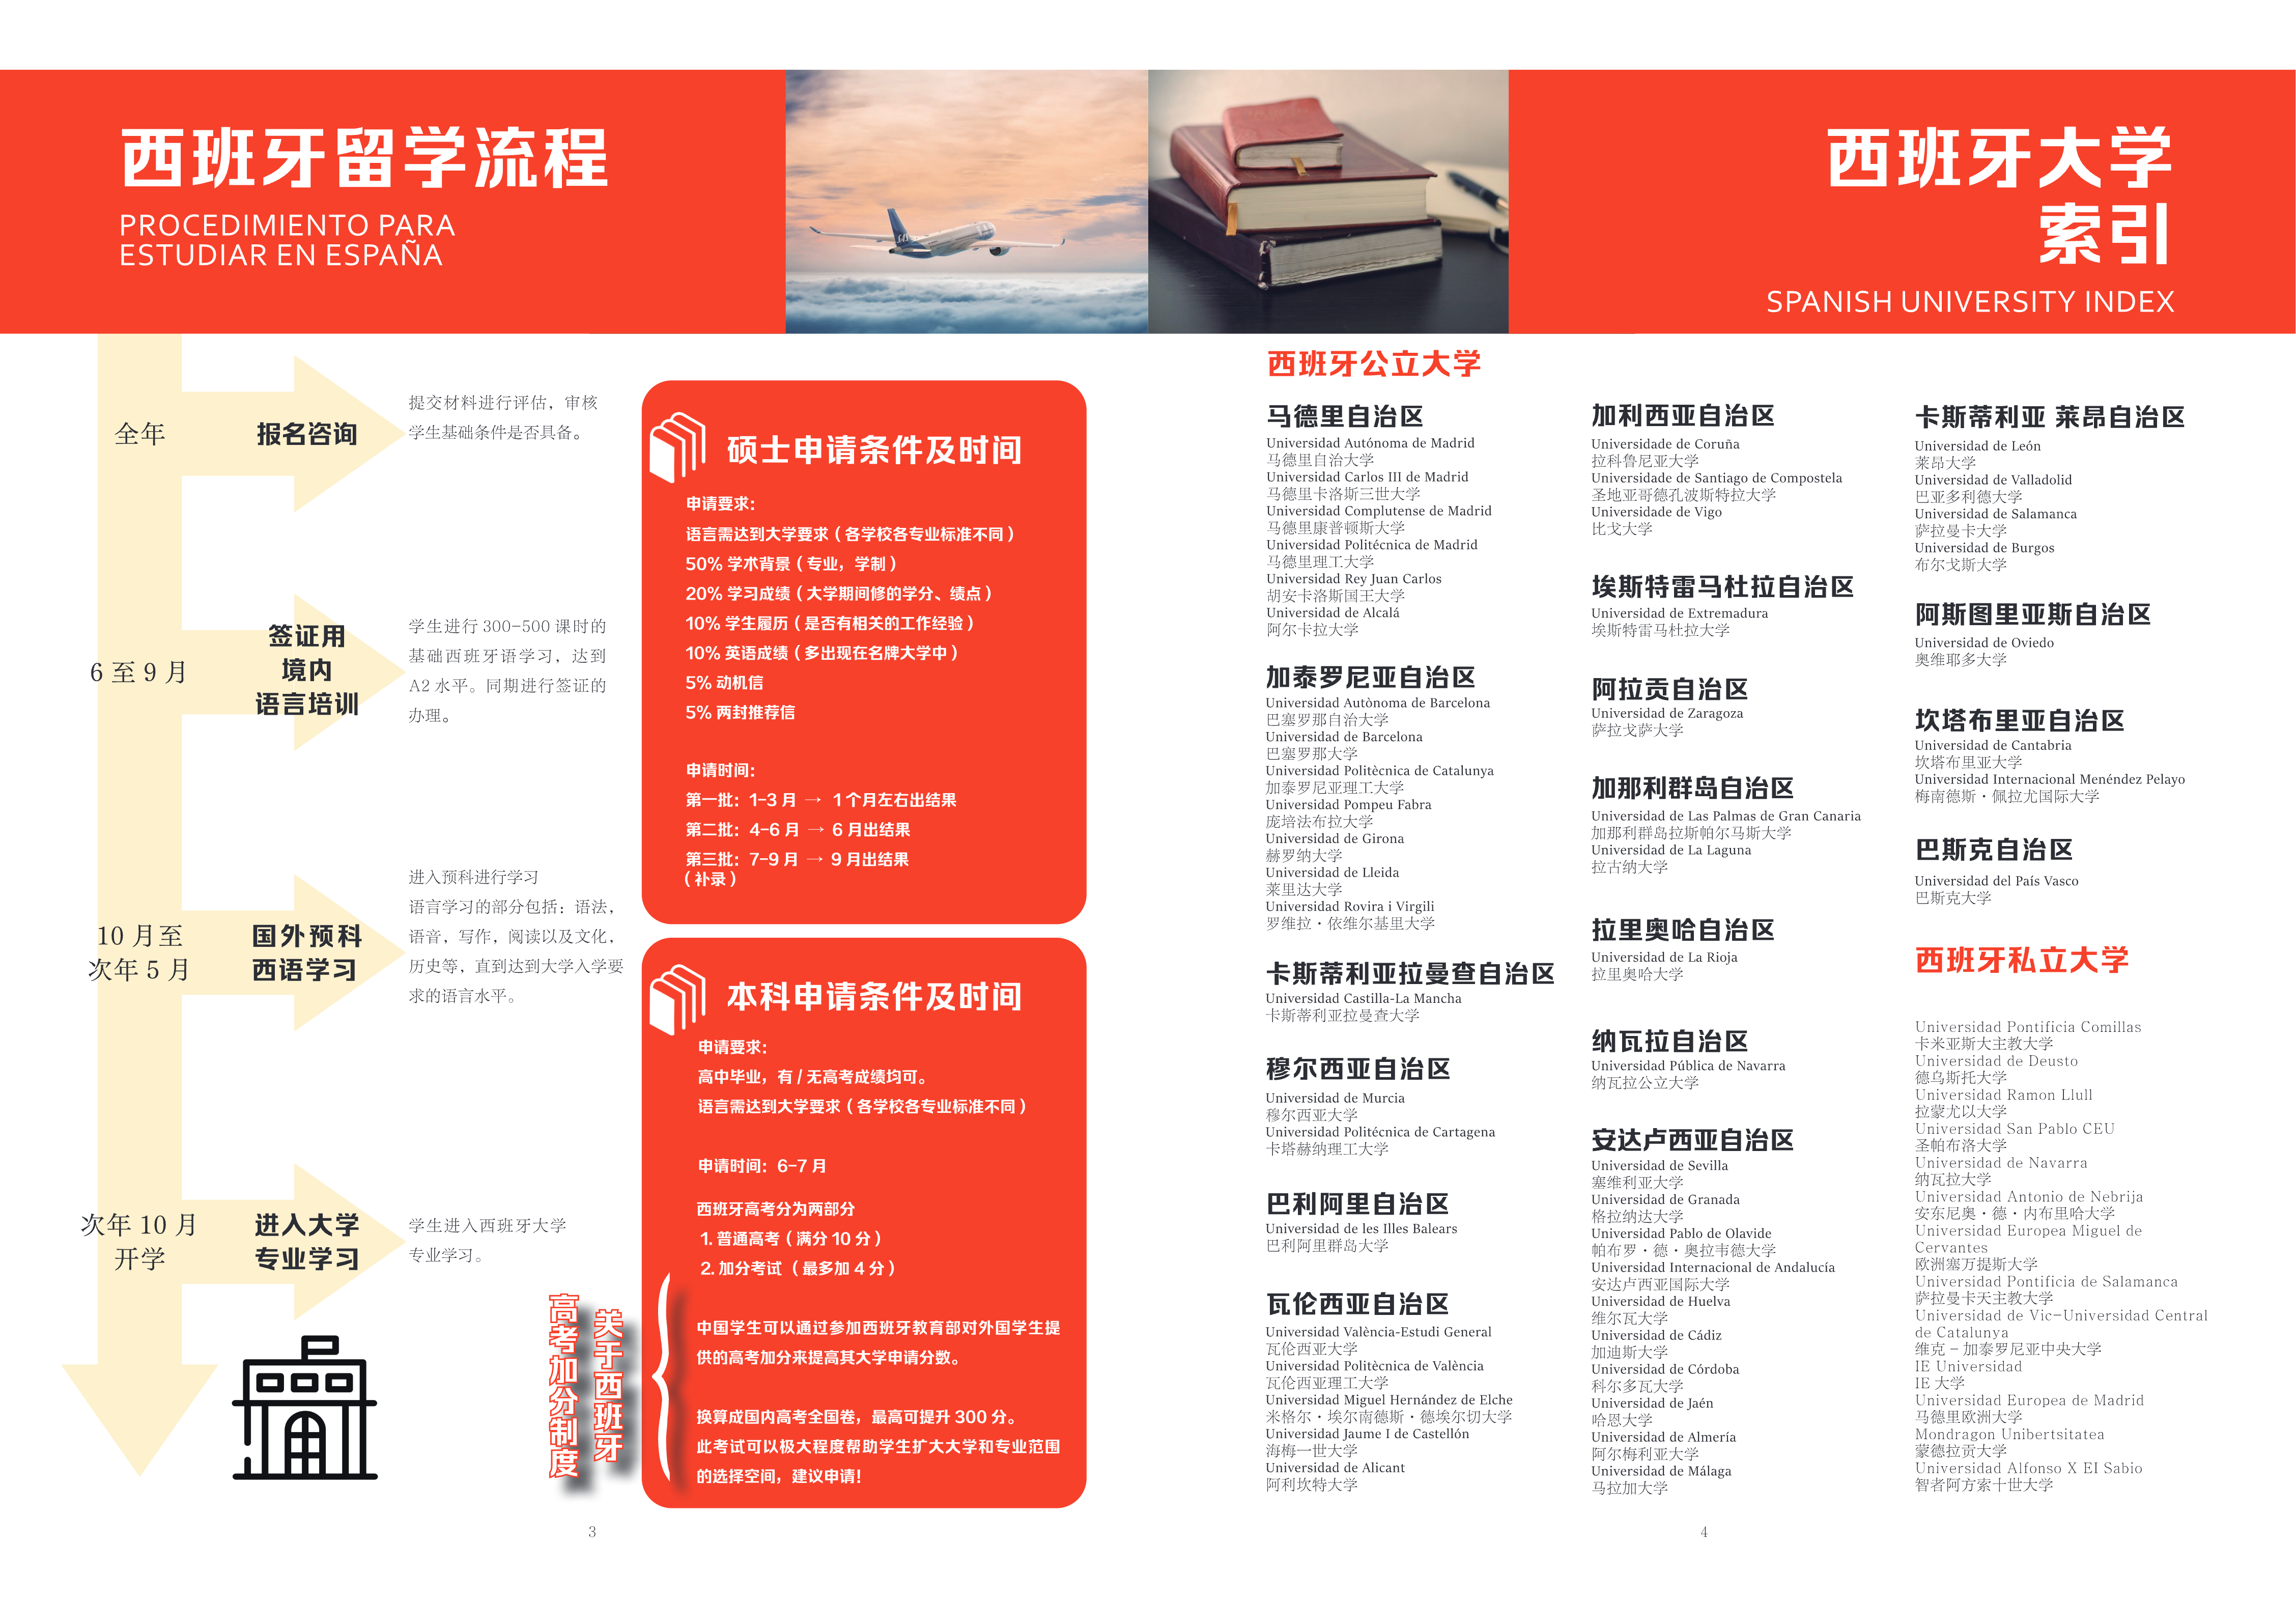 西班牙留学流程
PROCEDIMIENTO PARA
ESTUDIAR EN ESPAÑA
全年
报名咨询
提交材料进行评估，审核
学生基础条件是否具备。
6 至 9 月
签证用
境内
语言培训
学生进行 300-500 课时的
基础西班牙语学习，达到
A2 水平。同期进行签证的
办理。
10 月至
次年 5 月
国外预科
西语学习
进入预科进行学习
语言学习的部分包括：语法，
语音，写作，阅读以及文化，
历史等，直到达到大学入学要
求的语言水平。
次年 10 月
开学
进入大学
专业学习
学生进入西班牙大学
专业学习。
硕士申请条件及时间
申请要求：
语言需达到大学要求（各学校各专业标准不同）
50% 学术背景（专业，学制）
20% 学习成绩（大学期间修的学分、绩点）
10% 学生履历（是否有相关的工作经验）
10% 英语成绩（多出现在名牌大学中）
5% 动机信
5% 两封推荐信
申请时间：
第一批：1-3 月 → 1 个月左右出结果
第二批：4-6 月 → 6 月出结果
第三批：7-9 月 → 9 月出结果
（补录）
本科申请条件及时间
申请要求：
高中毕业，有 / 无高考成绩均可。
语言需达到大学要求（各学校各专业标准不同）
申请时间：6-7 月
西班牙高考分为两部分
1. 普通高考（满分 10 分）
2. 加分考试（最多加 4 分）
关于西班牙
高考加分制度
中国学生可以通过参加西班牙教育部对外国学生提
供的高考加分来提高其大学申请分数。
换算成国内高考全国卷，最高可提升 300 分。
此考试可以极大程度帮助学生扩大大学和专业范围
的选择空间，建议申请！
3
西班牙大学
索引
SPANISH UNIVERSITY INDEX
西班牙公立大学
马德里自治区
Universidad Autónoma de Madrid
马德里自治大学
Universidad Carlos III de Madrid
马德里卡洛斯三世大学
Universidad Complutense de Madrid
马德里康普顿斯大学
Universidad Politécnica de Madrid
马德里理工大学
Universidad Rey Juan Carlos
胡安卡洛斯国王大学
Universidad de Alcalá
阿尔卡拉大学
加泰罗尼亚自治区
Universidad Autònoma de Barcelona
巴塞罗那自治大学
Universidad de Barcelona
巴塞罗那大学
Universidad Politècnica de Catalunya
加泰罗尼亚理工大学
Universidad Pompeu Fabra
庞培法布拉大学
Universidad de Girona
赫罗纳大学
Universidad de Lleida
莱里达大学
Universidad Rovira i Virgili
罗维拉・依维尔基里大学
卡斯蒂利亚拉曼查自治区
Universidad Castilla-La Mancha
卡斯蒂利亚拉曼查大学
穆尔西亚自治区
Universidad de Murcia
穆尔西亚大学
Universidad Politécnica de Cartagena
卡塔赫纳理工大学
巴利阿里自治区
Universidad de les Illes Balears
巴利阿里群岛大学
瓦伦西亚自治区
Universidad València-Estudi General
瓦伦西亚大学
Universidad Politècnica de València
瓦伦西亚理工大学
Universidad Miguel Hernández de Elche
米格尔・埃尔南德斯・德埃尔切大学
Universidad Jaume I de Castellón
海梅一世大学
Universidad de Alicant
阿利坎特大学
加利西亚自治区
Universidade de Coruña
拉科鲁尼亚大学
Universidade de Santiago de Compostela
圣地亚哥德孔波斯特拉大学
Universidade de Vigo
比戈大学
埃斯特雷马杜拉自治区
Universidad de Extremadura
埃斯特雷马杜拉大学
阿拉贡自治区
Universidad de Zaragoza
萨拉戈萨大学
加那利群岛自治区
Universidad de Las Palmas de Gran Canaria
加那利群岛拉斯帕尔马斯大学
Universidad de La Laguna
拉古纳大学
拉里奥哈自治区
Universidad de La Rioja
拉里奥哈大学
纳瓦拉自治区
Universidad Pública de Navarra
纳瓦拉公立大学
安达卢西亚自治区
Universidad de Sevilla
塞维利亚大学
Universidad de Granada
格拉纳达大学
Universidad Pablo de Olavide
帕布罗・德・奥拉韦德大学
Universidad Internacional de Andalucía
安达卢西亚国际大学
Universidad de Huelva
维尔瓦大学
Universidad de Cádiz
加迪斯大学
Universidad de Córdoba
科尔多瓦大学
Universidad de Jaén
哈恩大学
Universidad de Almería
阿尔梅利亚大学
Universidad de Málaga
马拉加大学
卡斯蒂利亚 莱昂自治区
Universidad de León
莱昂大学
Universidad de Valladolid
巴亚多利德大学
Universidad de Salamanca
萨拉曼卡大学
Universidad de Burgos
布尔戈斯大学
阿斯图里亚斯自治区
Universidad de Oviedo
奥维耶多大学
坎塔布里亚自治区
Universidad de Cantabria
坎塔布里亚大学
Universidad Internacional Menéndez Pelayo
梅南德斯・佩拉尤国际大学
巴斯克自治区
Universidad del País Vasco
巴斯克大学
西班牙私立大学
Universidad Pontificia Comillas
卡米亚斯大主教大学
Universidad de Deusto
德乌斯托大学
Universidad Ramon Llull
拉蒙尤以大学
Universidad San Pablo CEU
圣帕布洛大学
Universidad de Navarra
纳瓦拉大学
Universidad Antonio de Nebrija
安东尼奥・德・内布里哈大学
Universidad Europea Miguel de
Cervantes
欧洲塞万提斯大学
Universidad Pontificia de Salamanca
萨拉曼卡天主教大学
Universidad de Vic-Universidad Central
de Catalunya
维克 – 加泰罗尼亚中央大学
IE Universidad
IE 大学
Universidad Europea de Madrid
马德里欧洲大学
Mondragon Unibertsitatea
蒙德拉贡大学
Universidad Alfonso X EI Sabio
智者阿方索十世大学
4